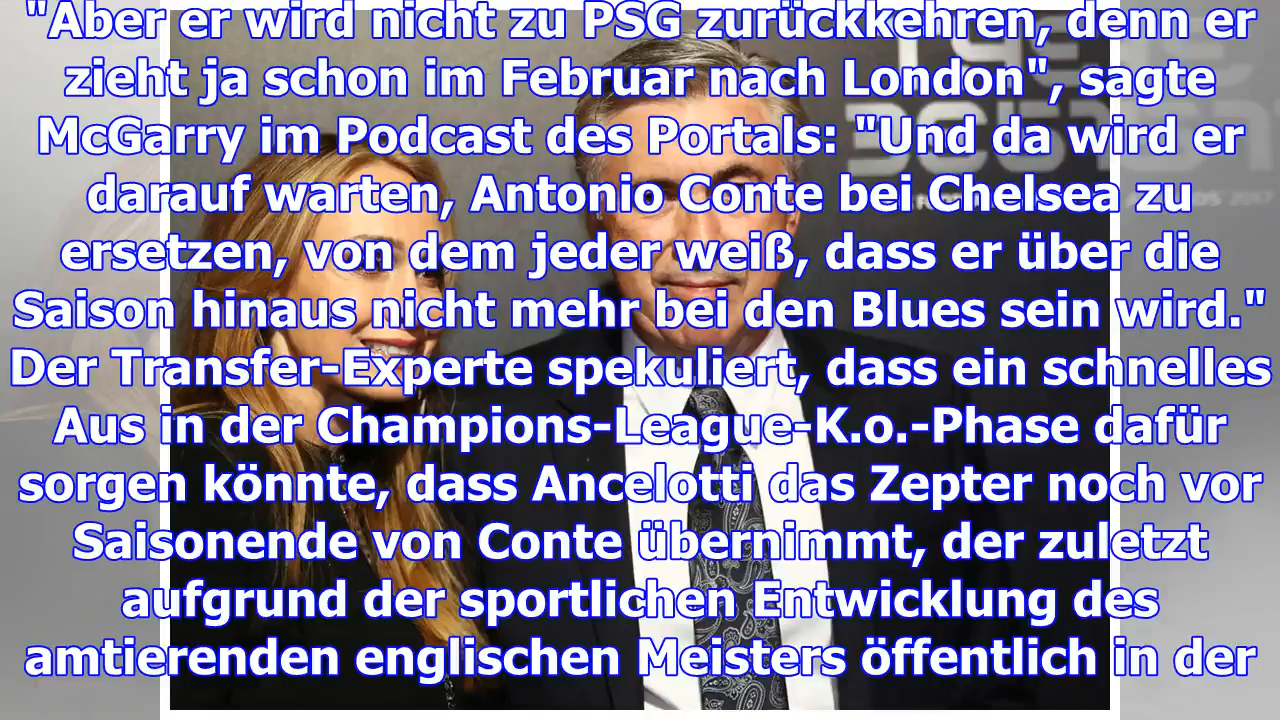 "Aber er wird nicht zu PSG zurückkehren, denn er
zieht ja schon im Februar nach London", sagte
McGarry im Podcast des Portals: "Und da wird er
darauf warten, Antonio Conte bei Chelsea zu
ersetzen, von dem jeder weiß, dass er über die
Saison hinaus nicht mehr bei den Blues sein wird."
Der Transfer-Experte spekuliert, dass ein schnelles
Aus in der Champions-League-K.o.-Phase dafür
sorgen könnte, dass Ancelotti das Zepter noch vor
Saisonende von Conte übernimmt, der zuletzt
aufgrund der sportlichen Entwicklung des
amtierenden englischen Meisters öffentlich in der